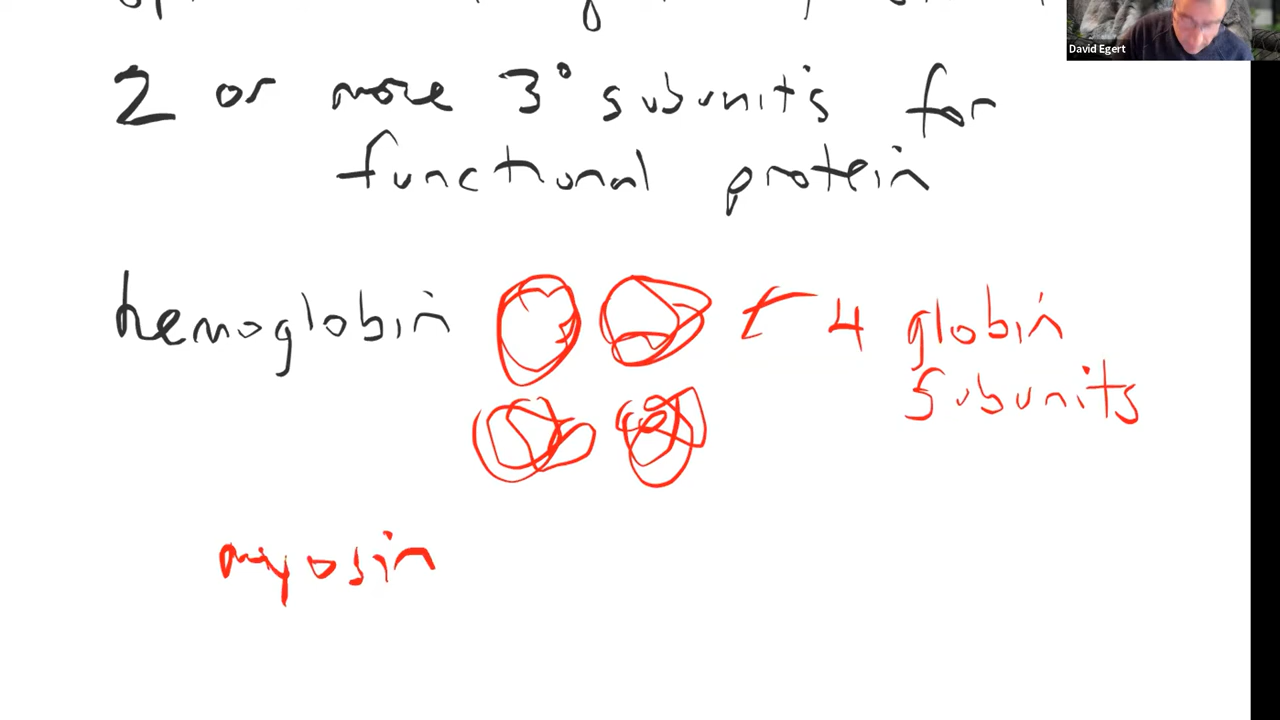 David Egert
2 or more 3° subunits for
functional protein
hemoglobin ← 4 globin
subunits
myosin